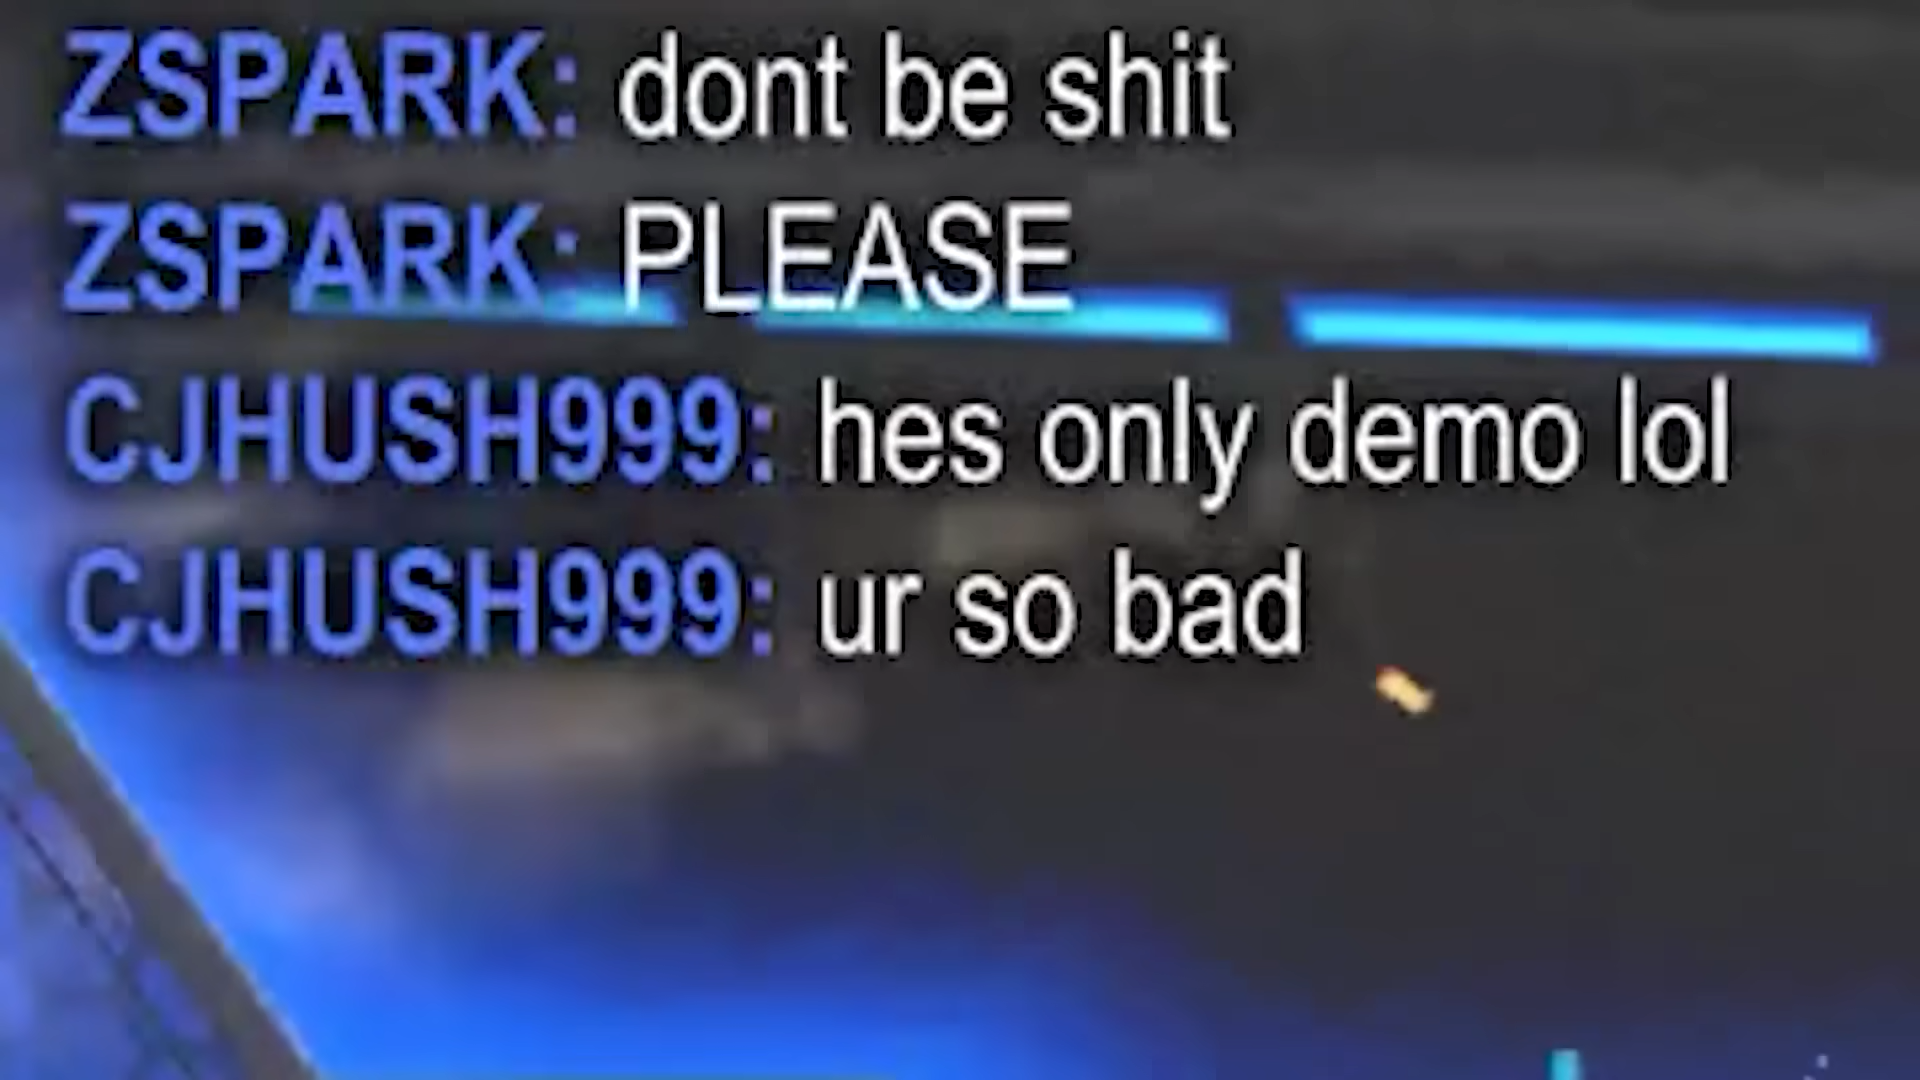 ZSPARK: dont be shit
ZSPARK: PLEASE
CJHUSH999: hes only demo lol
CJHUSH999: ur so bad